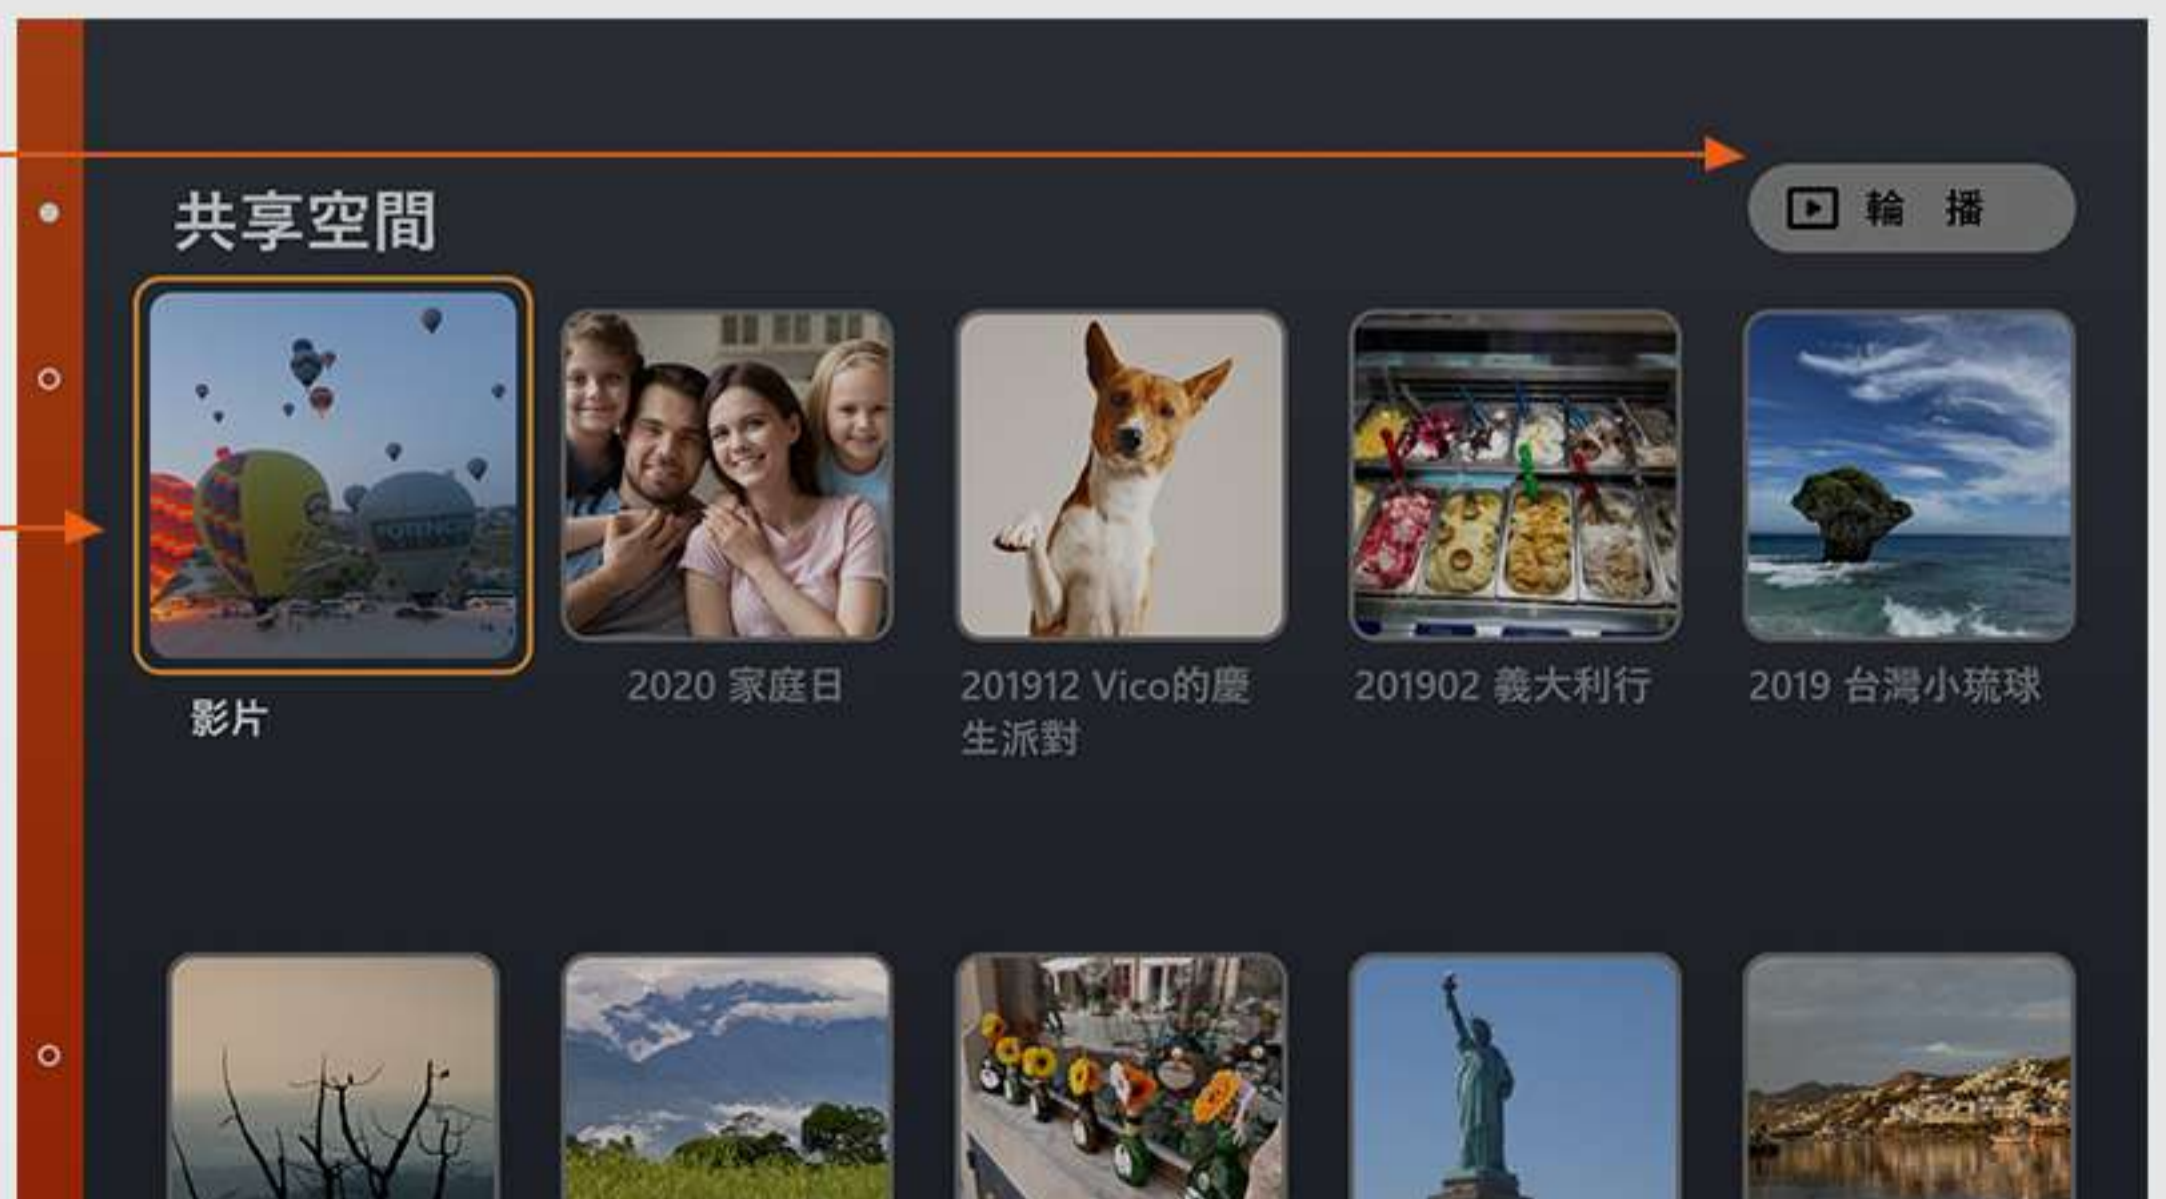 共享空間
輪 播
影片
2020 家庭日
201912 Vico的慶
生派對
201902 義大利行
2019 台灣小琉球